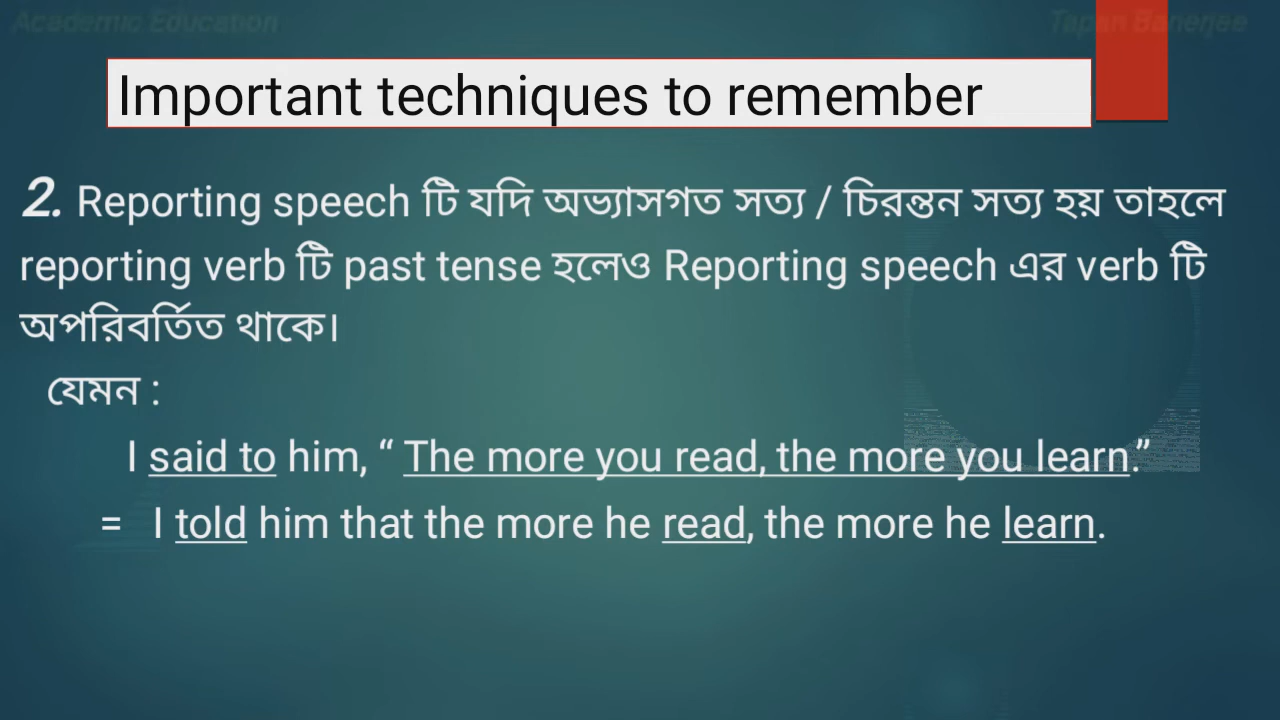 Academic Education
Tapan Banerjee
Important techniques to remember
2. Reporting speech টি যদি অভ্যাসগত সত্য / চিরন্তন সত্য হয় তাহলে
reporting verb টি past tense হলেও Reporting speech এর verb টি
অপরিবর্তিত থাকে।
যেমন :
I said to him, “ The more you read, the more you learn.”
= I told him that the more he read, the more he learn.